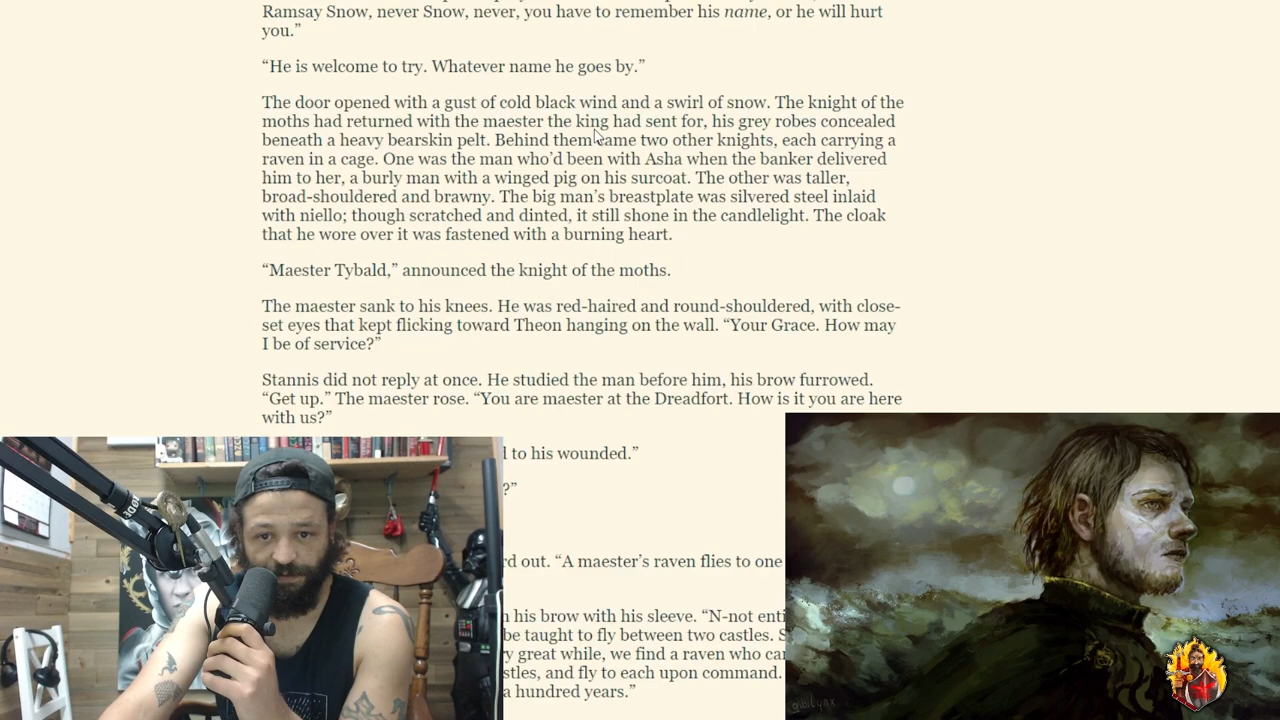 Ramsay Snow, never Snow, never, you have to remember his name, or he will hurt
you.”
“He is welcome to try. Whatever name he goes by.”
The door opened with a gust of cold black wind and a swirl of snow. The knight of the
moths had returned with the maester the king had sent for, his grey robes concealed
beneath a heavy bearskin pelt. Behind them came two other knights, each carrying a
raven in a cage. One was the man who’d been with Asha when the banker delivered
him to her, a burly man with a winged pig on his surcoat. The other was taller,
broad-shouldered and brawny. The big man’s breastplate was silvered steel inlaid
with niello; though scratched and dinted, it still shone in the candlelight. The cloak
that he wore over it was fastened with a burning heart.
“Maester Tybald,” announced the knight of the moths.
The maester sank to his knees. He was red-haired and round-shouldered, with close-
set eyes that kept flicking toward Theon hanging on the wall. “Your Grace. How may
I be of service?”
Stannis did not reply at once. He studied the man before him, his brow furrowed.
“Get up.” The maester rose. “You are maester at the Dreadfort. How is it you are here
with us?”
to his wounded.”
?”
out. “A maester’s raven flies to one
his brow with his sleeve. “N-not
be taught to fly between two castles.
great while, we find a raven who
and fly to each upon command.
a hundred years.”